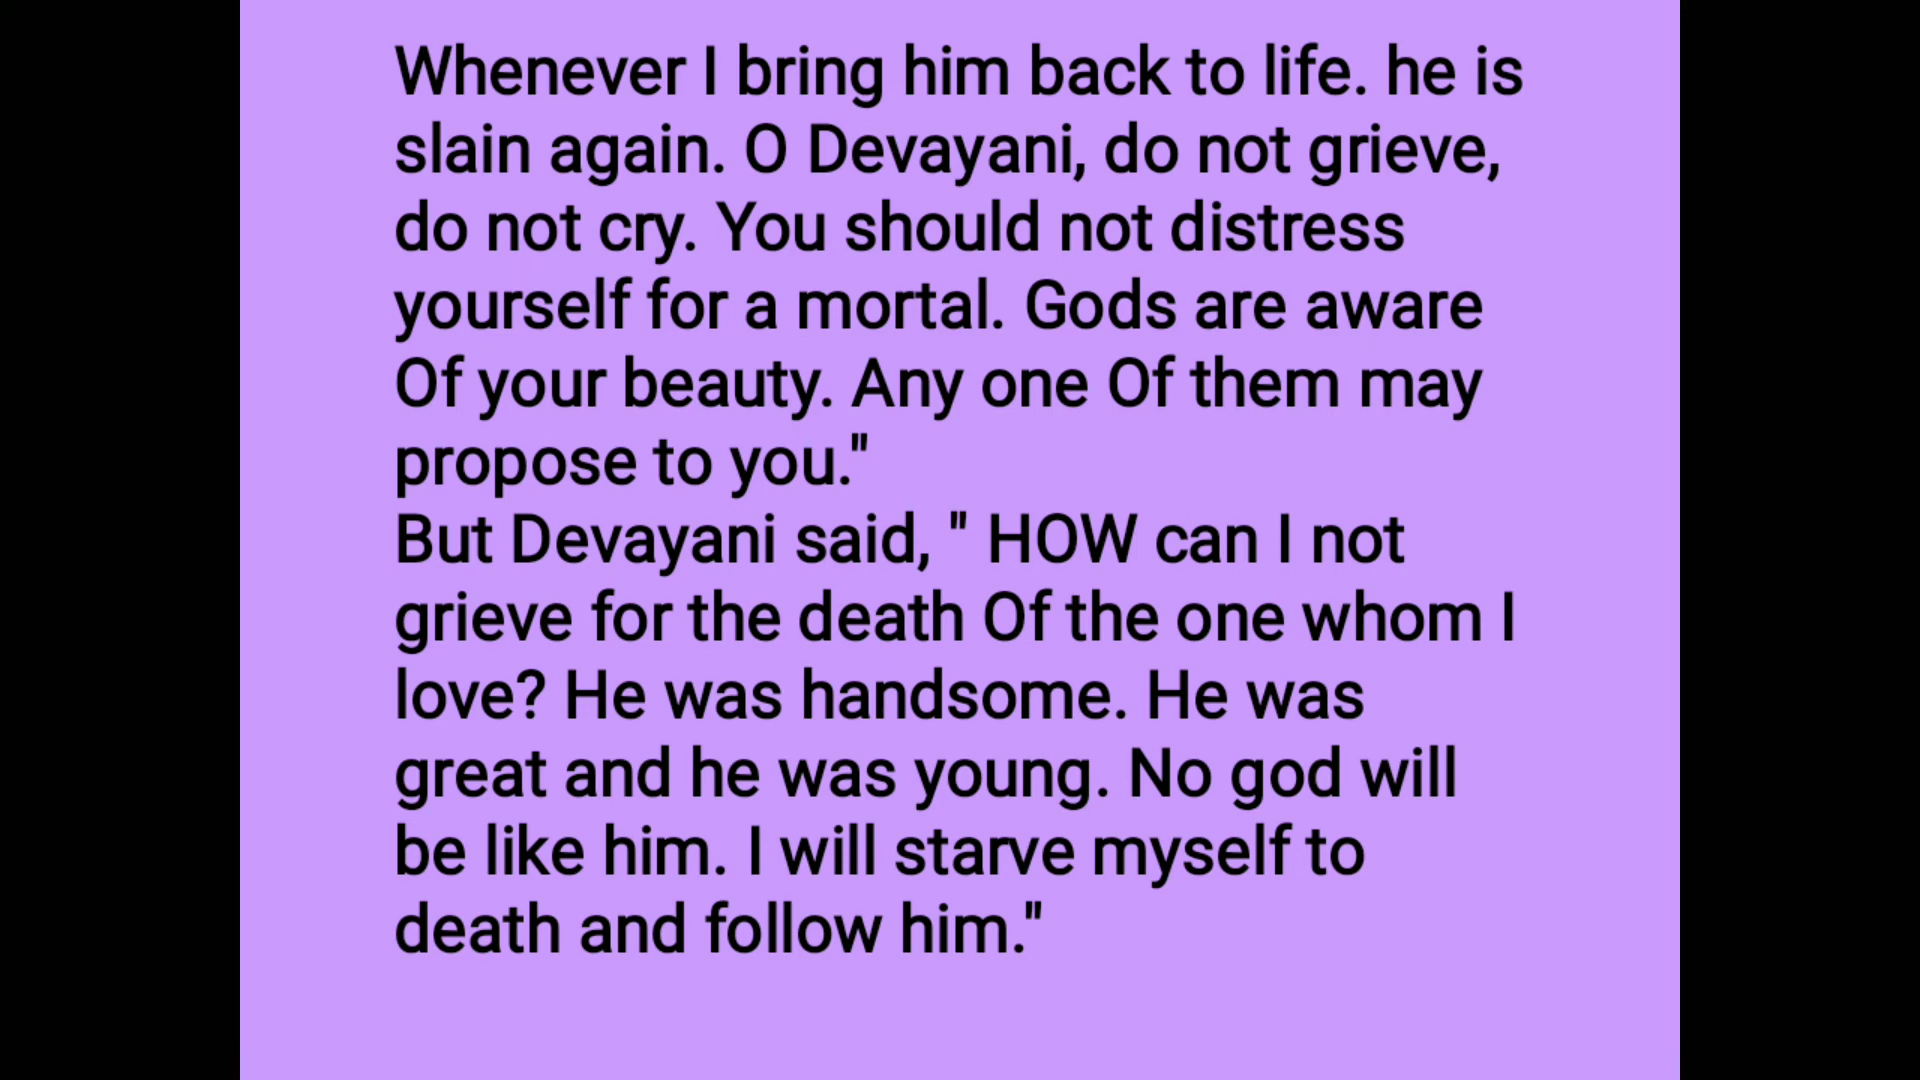 Whenever I bring him back to life. he is
slain again. O Devayani, do not grieve,
do not cry. You should not distress
yourself for a mortal. Gods are aware
Of your beauty. Any one Of them may
propose to you."
But Devayani said, " HOW can I not
grieve for the death Of the one whom I
love? He was handsome. He was
great and he was young. No god will
be like him. I will starve myself to
death and follow him."